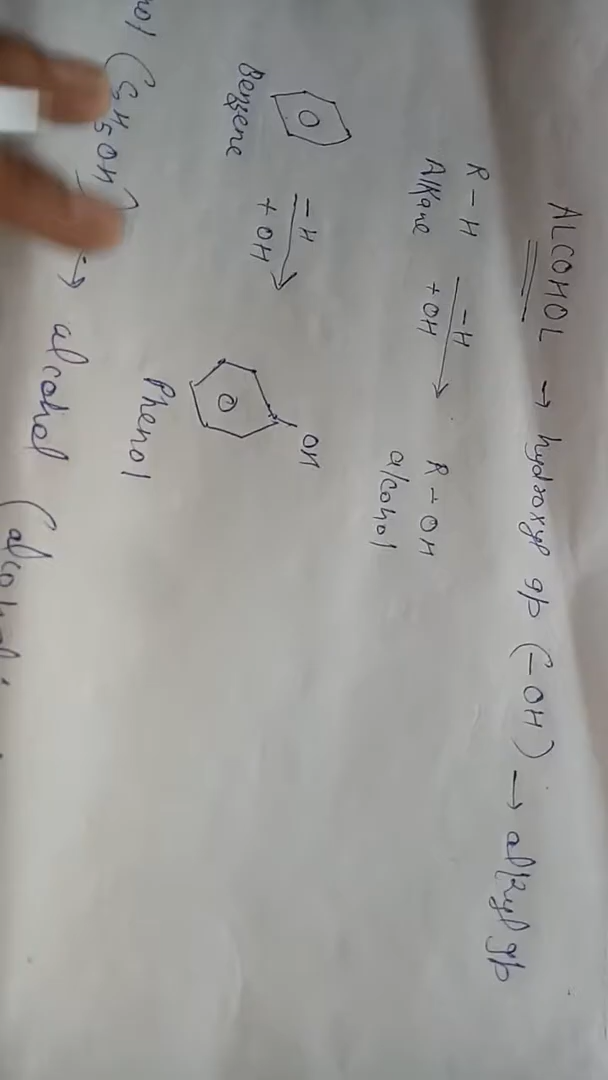 ALCOHOL → hydroxyl gp (-OH) → alkyl gp
R - H -H R - OH
Alkane + OH alcohol
-H OH
Benzene + OH Phenol
(C₂H₅OH) → alcohol